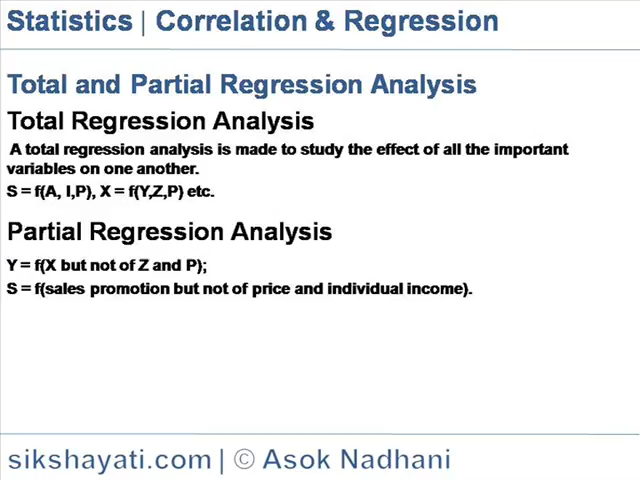 Statistics | Correlation & Regression
Total and Partial Regression Analysis
Total Regression Analysis
A total regression analysis is made to study the effect of all the important
variables on one another.
S = f(A, I,P), X = f(Y,Z,P) etc.
Partial Regression Analysis
Y = f(X but not of Z and P);
S = f(sales promotion but not of price and individual income).
sikshayati.com | © Asok Nadhani